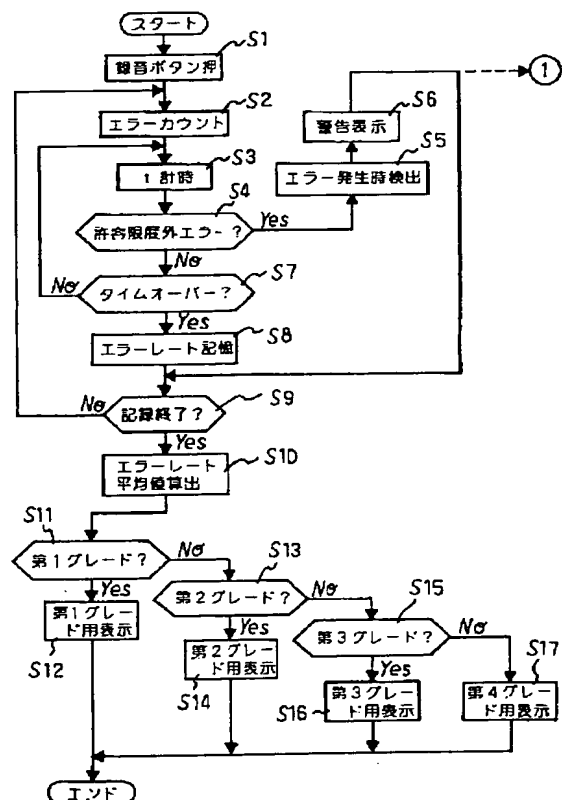 スタート
S1
録音ボタン押
1
S2
エラーカウント
S6
警告表示
S3
t計時
S5
エラー発生時検出
S4
許容限度外エラー?
Yes
No
S7
タイムオーバー?
No
Yes
S8
エラーレート記憶
S9
記録終了?
No
Yes
S10
エラーレート
平均値算出
S11
第1グレード?
No
Yes
S13
第2グレード?
No
Yes
S15
第3グレード?
No
Yes
第1グレー
ド用表示
S12
第2グレー
ド用表示
S14
第3グレー
ド用表示
S16
S17
第4グレー
ド用表示
エンド